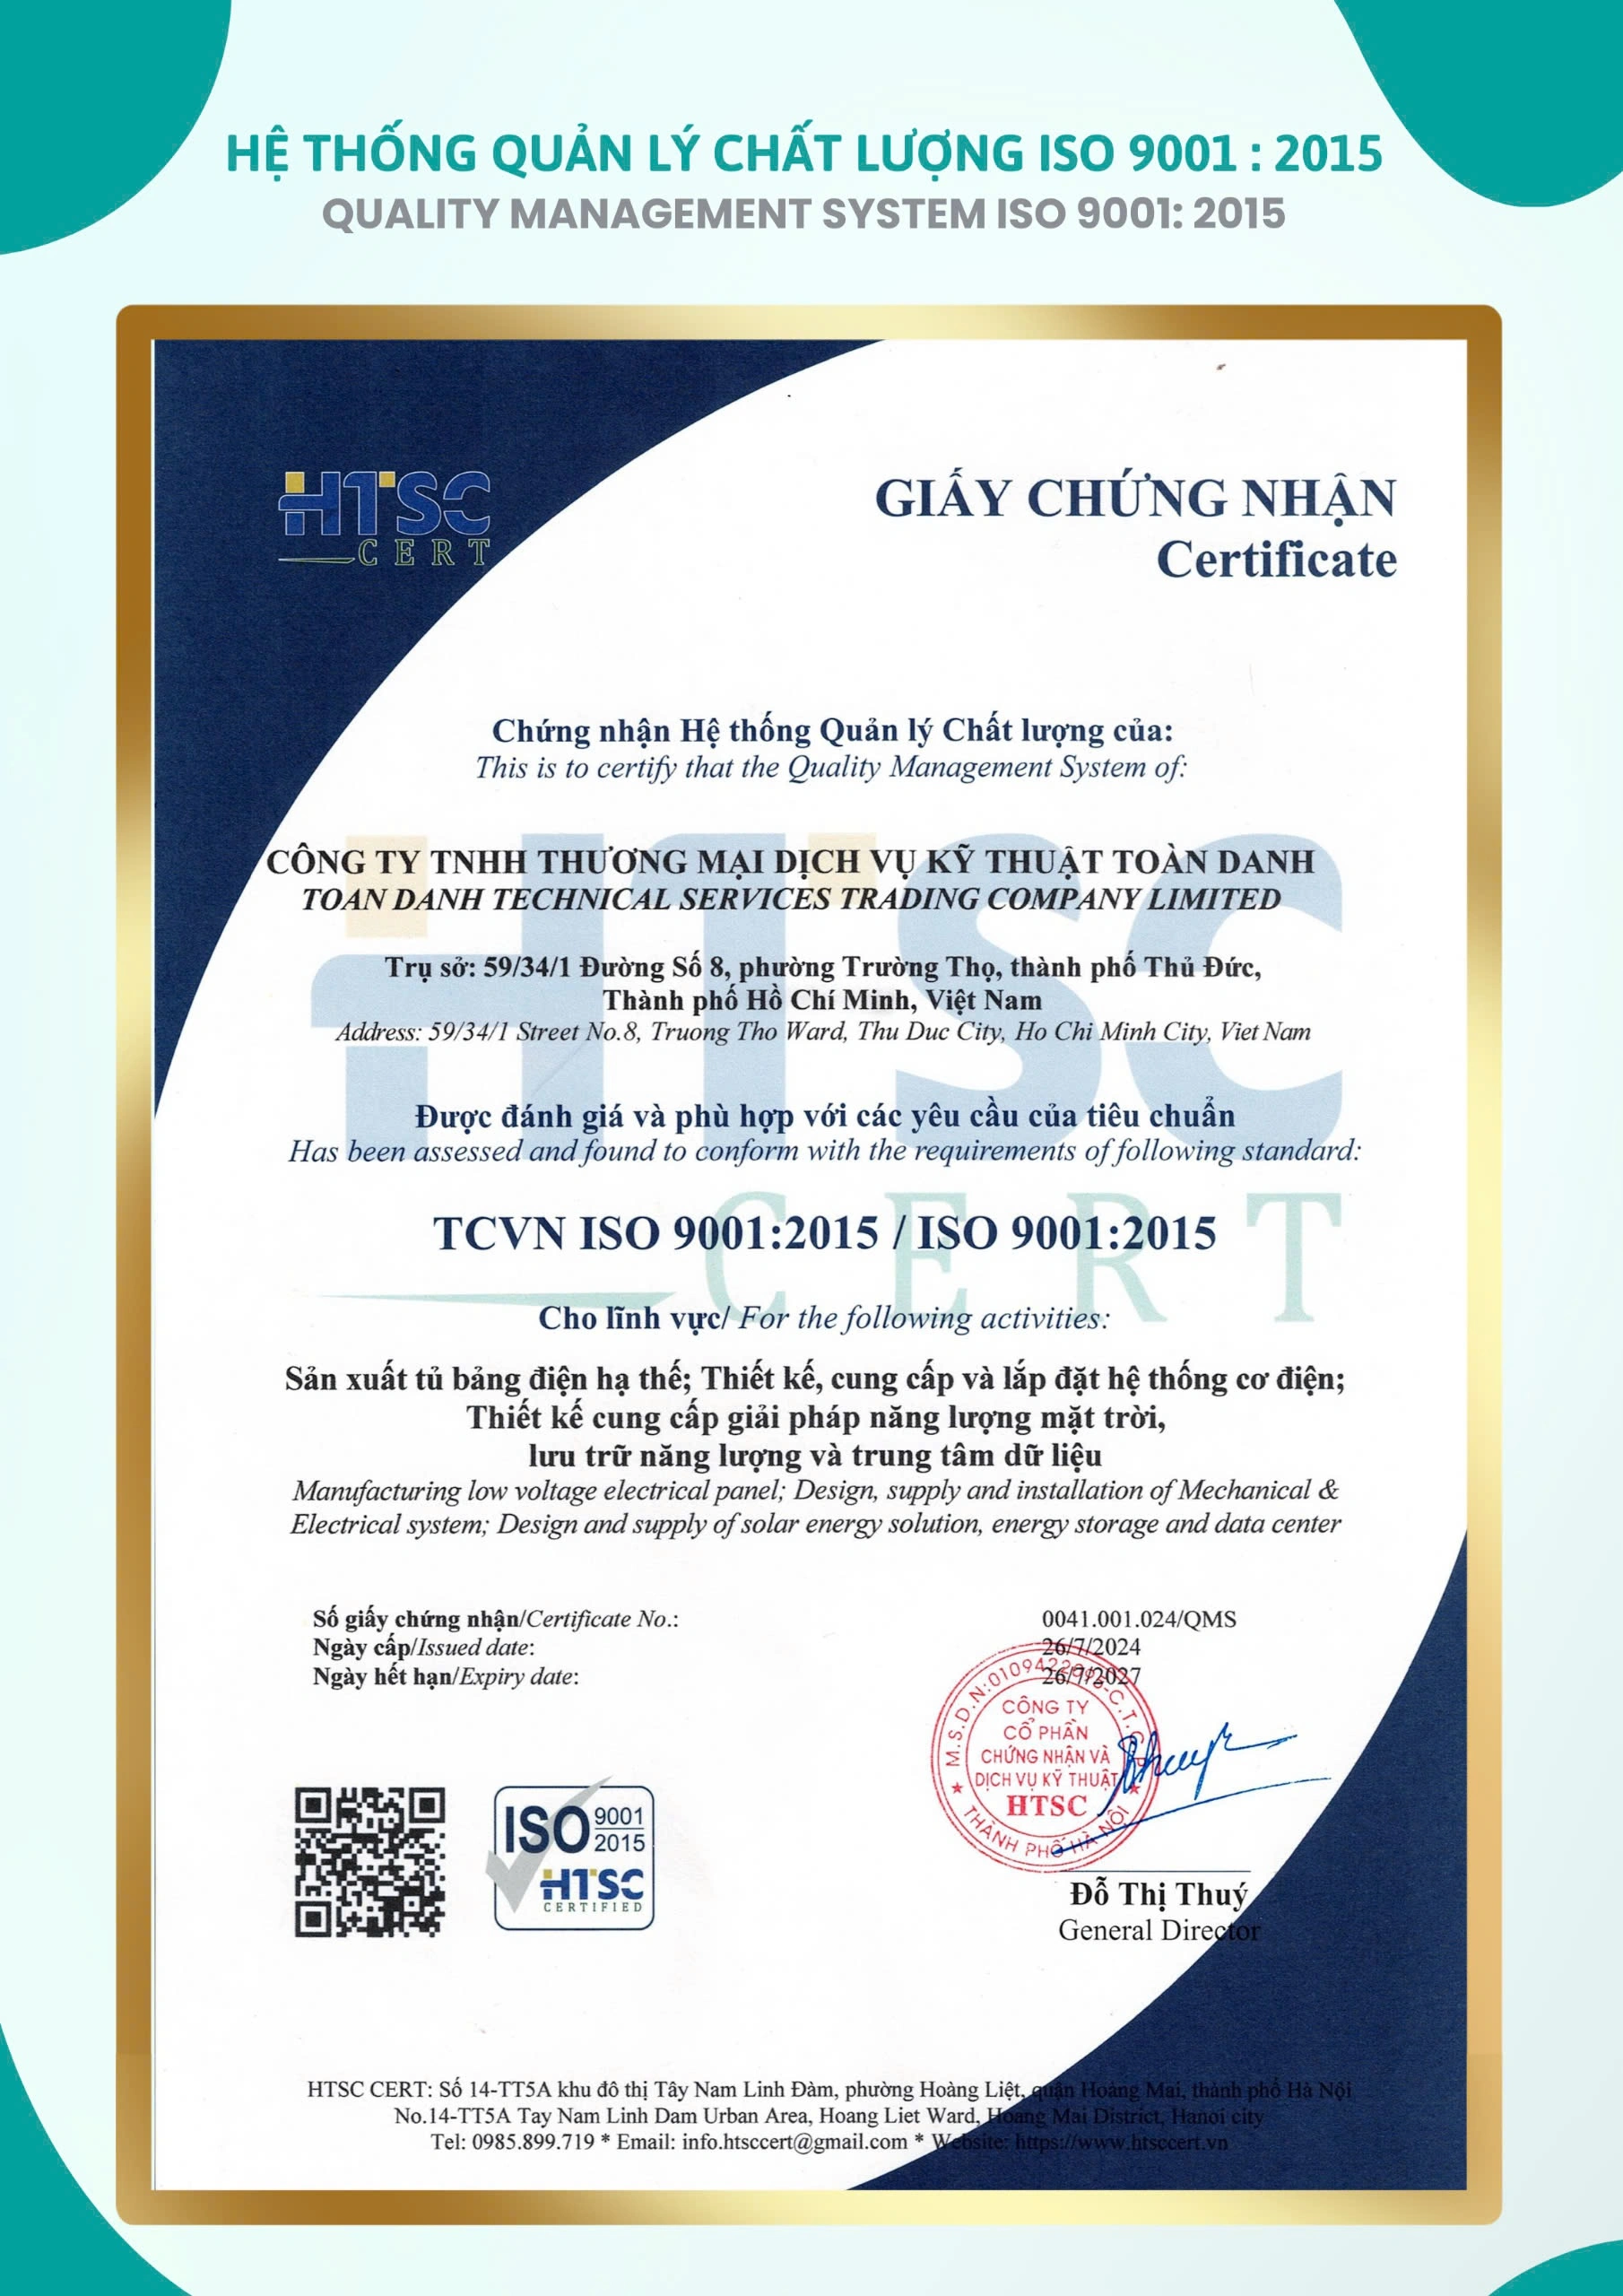 HỆ THỐNG QUẢN LÝ CHẤT LƯỢNG ISO 9001 : 2015
QUALITY MANAGEMENT SYSTEM ISO 9001: 2015
HTSC
CERT
GIẤY CHỨNG NHẬN
Certificate
Chứng nhận Hệ thống Quản lý Chất lượng của:
This is to certify that the Quality Management System of:
CÔNG TY TNHH THƯƠNG MẠI DỊCH VỤ KỸ THUẬT TOÀN DANH
TOAN DANH TECHNICAL SERVICES TRADING COMPANY LIMITED
Trụ sở: 59/34/1 Đường Số 8, phường Trường Thọ, thành phố Thủ Đức,
Thành phố Hồ Chí Minh, Việt Nam
Address: 59/34/1 Street No.8, Truong Tho Ward, Thu Duc City, Ho Chi Minh City, Viet Nam
Được đánh giá và phù hợp với các yêu cầu của tiêu chuẩn
Has been assessed and found to conform with the requirements of following standard:
HTSC
CERT
TCVN ISO 9001:2015 / ISO 9001:2015
Cho lĩnh vực/ For the following activities:
Sản xuất tủ bảng điện hạ thế; Thiết kế, cung cấp và lắp đặt hệ thống cơ điện;
Thiết kế cung cấp giải pháp năng lượng mặt trời,
lưu trữ năng lượng và trung tâm dữ liệu
Manufacturing low voltage electrical panel; Design, supply and installation of Mechanical &
Electrical system; Design and supply of solar energy solution, energy storage and data center
Số giấy chứng nhận/Certificate No.: 0041.001.024/QMS
Ngày cấp/Issued date: 26/7/2024
Ngày hết hạn/Expiry date: 26/7/2027
CÔNG TY
CỔ PHẦN
CHỨNG NHẬN VÀ
DỊCH VỤ KỸ THUẬT
HTSC
THÀNH PHỐ HÀ NỘI
ISO 9001
2015
HTSC
CERTIFIED
Đỗ Thị Thuý
General Director
HTSC CERT: Số 14-TT5A khu đô thị Tây Nam Linh Đàm, phường Hoàng Liệt, quận Hoàng Mai, thành phố Hà Nội
No.14-TT5A Tay Nam Linh Dam Urban Area, Hoang Liet Ward, Hoang Mai District, Hanoi city
Tel: 0985.899.719 * Email: info.htsccert@gmail.com * Website: https://www.htsccert.vn